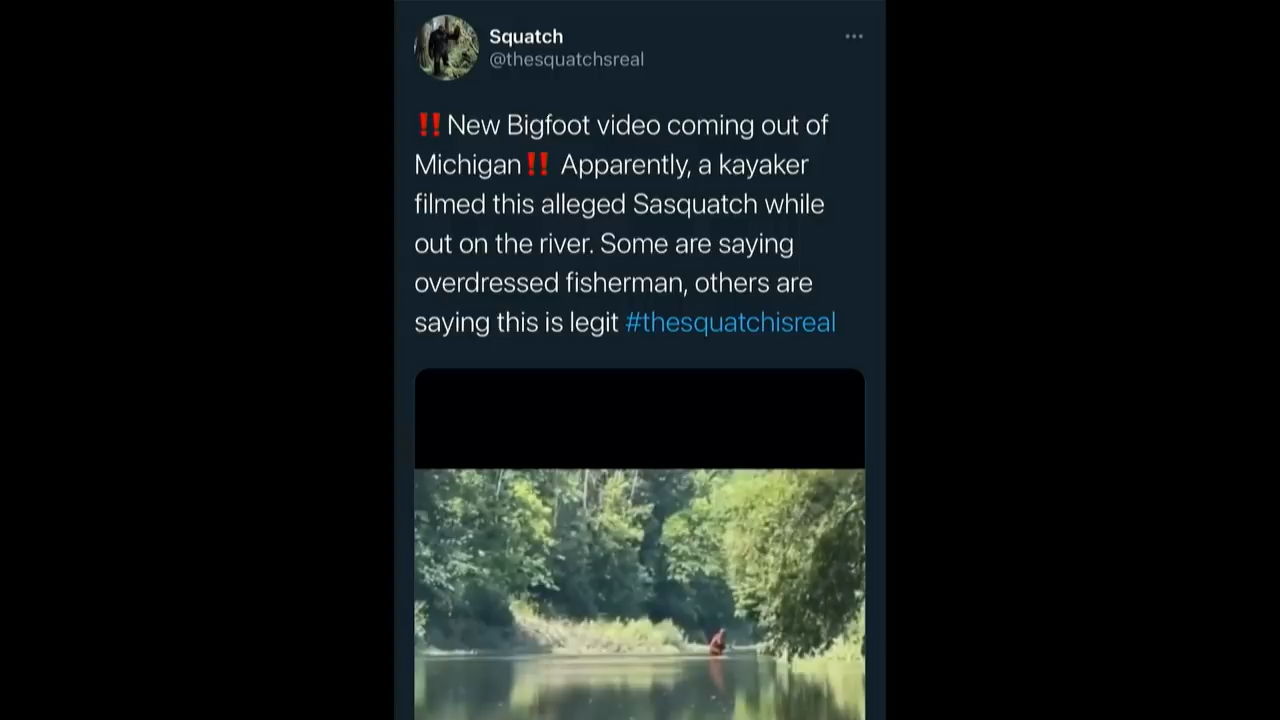 Squatch
@thesquatchsreal
‼️New Bigfoot video coming out of
Michigan‼️ Apparently, a kayaker
filmed this alleged Sasquatch while
out on the river. Some are saying
overdressed fisherman, others are
saying this is legit #thesquatchisreal